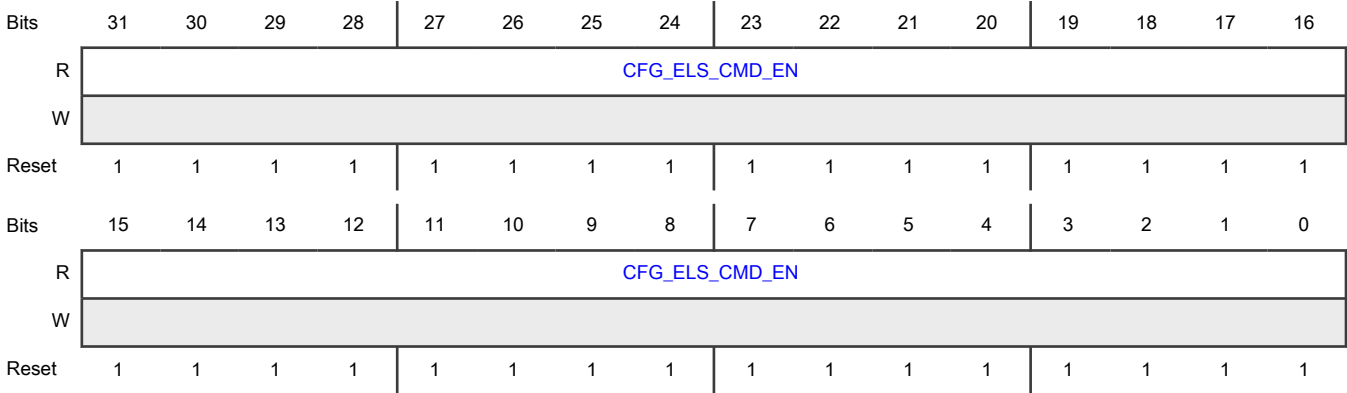 Bits 31 30 29 28 27 26 25 24 23 22 21 20 19 18 17 16
R CFG_ELS_CMD_EN
W
Reset 1 1 1 1 1 1 1 1 1 1 1 1 1 1 1 1
Bits 15 14 13 12 11 10 9 8 7 6 5 4 3 2 1 0
R CFG_ELS_CMD_EN
W
Reset 1 1 1 1 1 1 1 1 1 1 1 1 1 1 1 1